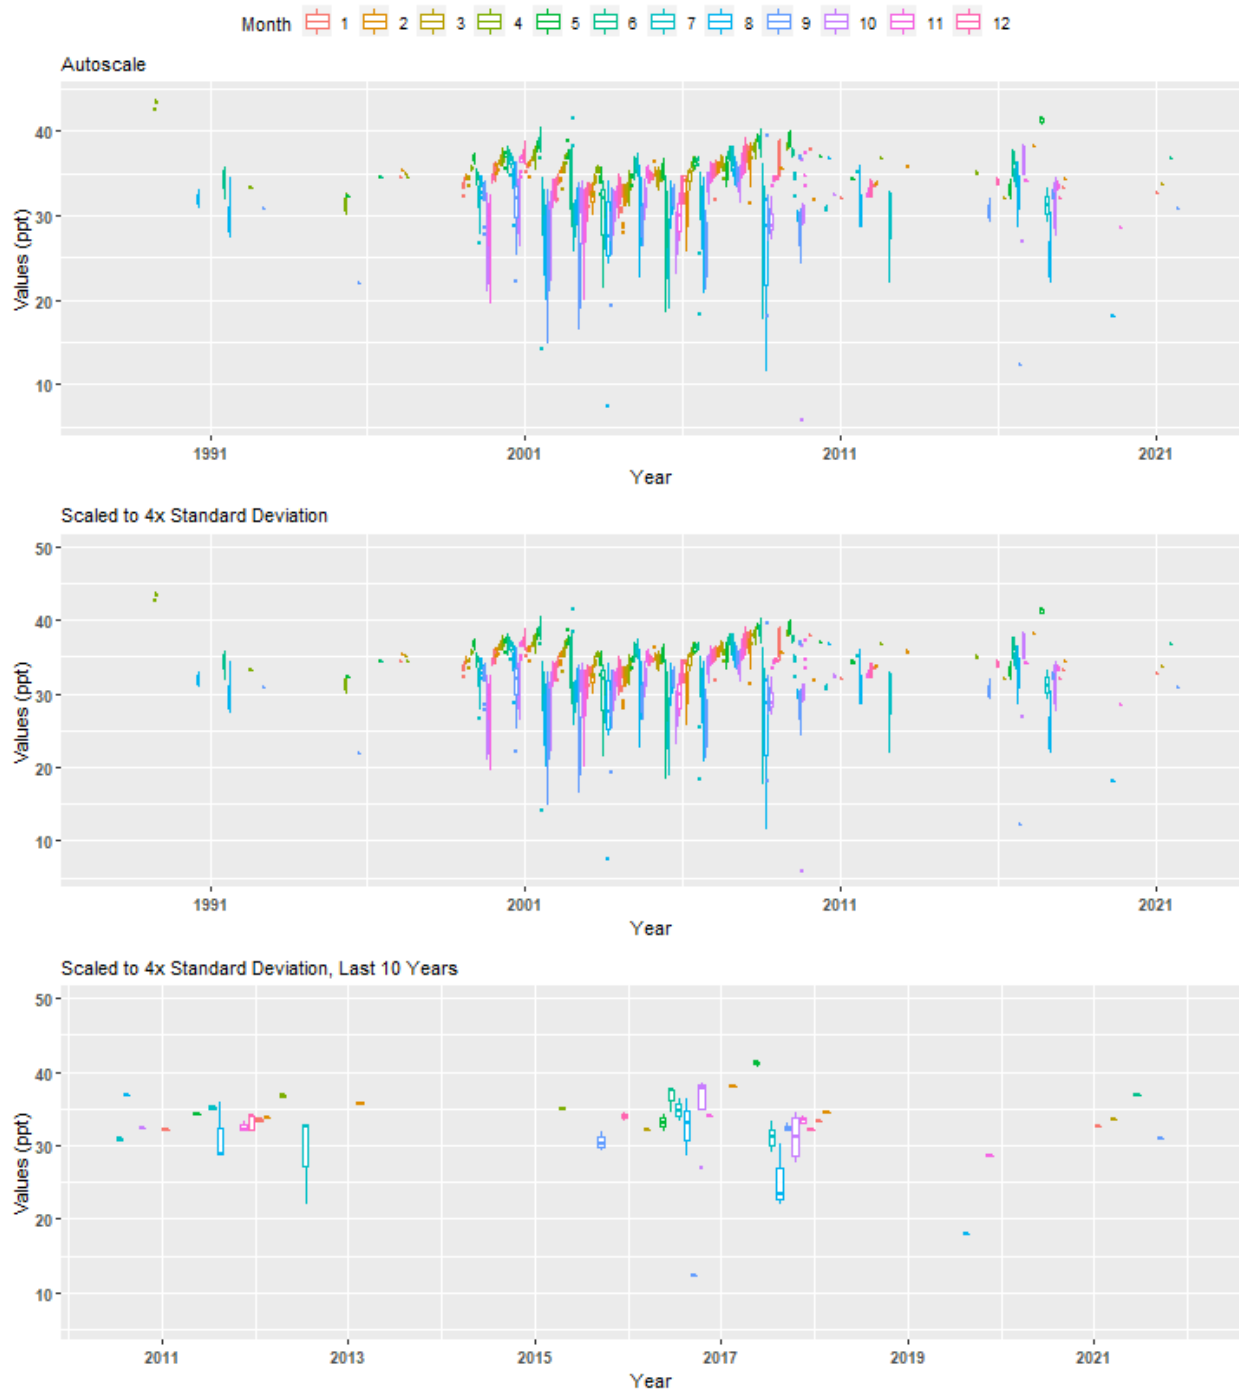 Month 1 2 3 4 5 6 7 8 9 10 11 12
Autoscale
Values (ppt)
40
30
20
10
1991 2001 2011 2021
Year
Scaled to 4x Standard Deviation
Values (ppt)
50
40
30
20
10
1991 2001 2011 2021
Year
Scaled to 4x Standard Deviation, Last 10 Years
Values (ppt)
50
40
30
20
10
2011 2013 2015 2017 2019 2021
Year